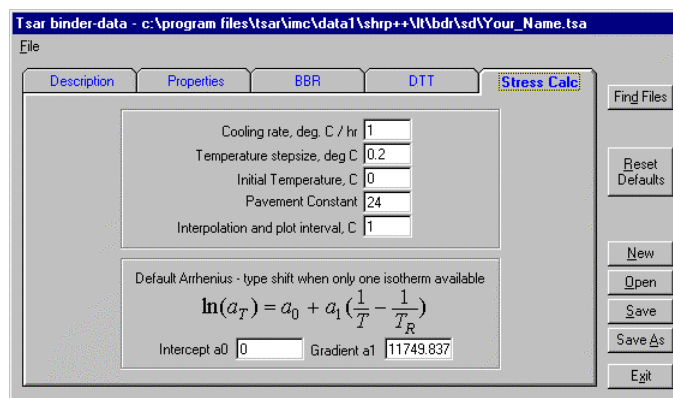 Tsar binder-data - c:\program files\tsar\imc\data1\shrp++\lt\bdr\sd\Your_Name.tsa
File
Description Properties BBR DTT Stress Calc
Find Files
Cooling rate, deg. C / hr 1
Temperature stepsize, deg C 0.2
Initial Temperature, C 0
Pavement Constant 24
Interpolation and plot interval, C 1
Reset
Defaults
Default Arrhenius - type shift when only one isotherm available
ln(a_T) = a_0 + a_1(1/T - 1/T_R)
Intercept a0 0 Gradient a1 11749.837
New
Open
Save
Save As
Exit